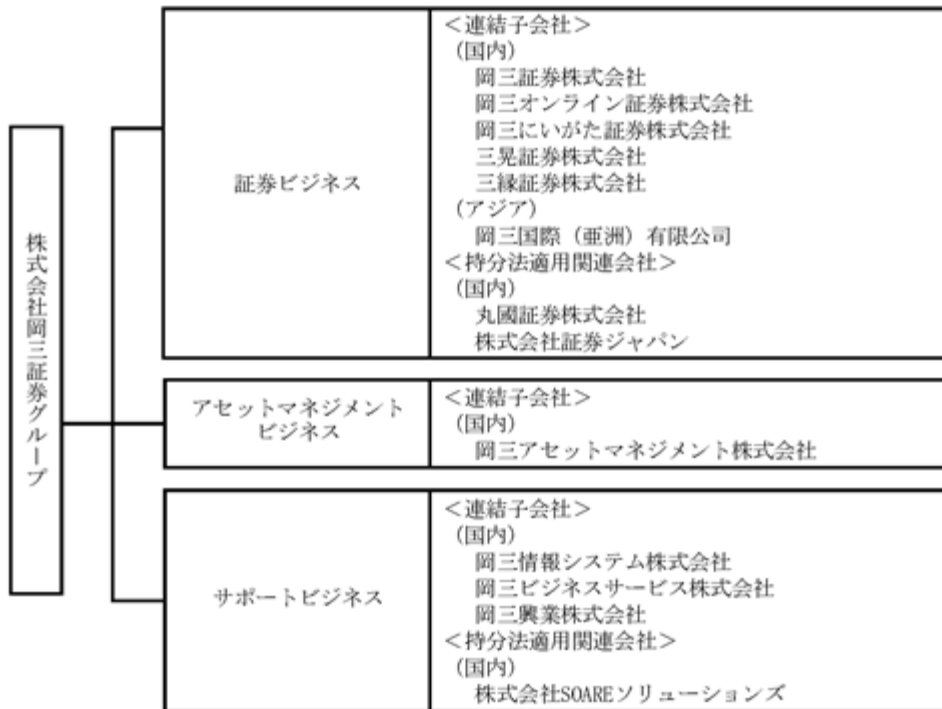 株式会社岡三証券グループ
証券ビジネス
＜連結子会社＞
（国内）
岡三証券株式会社
岡三オンライン証券株式会社
岡三にいがた証券株式会社
三晃証券株式会社
三縁証券株式会社
（アジア）
岡三国際（亜洲）有限公司
＜持分法適用関連会社＞
（国内）
丸國証券株式会社
株式会社証券ジャパン
アセットマネジメント
ビジネス
＜連結子会社＞
（国内）
岡三アセットマネジメント株式会社
サポートビジネス
＜連結子会社＞
（国内）
岡三情報システム株式会社
岡三ビジネスサービス株式会社
岡三興業株式会社
＜持分法適用関連会社＞
（国内）
株式会社SOAREソリューションズ